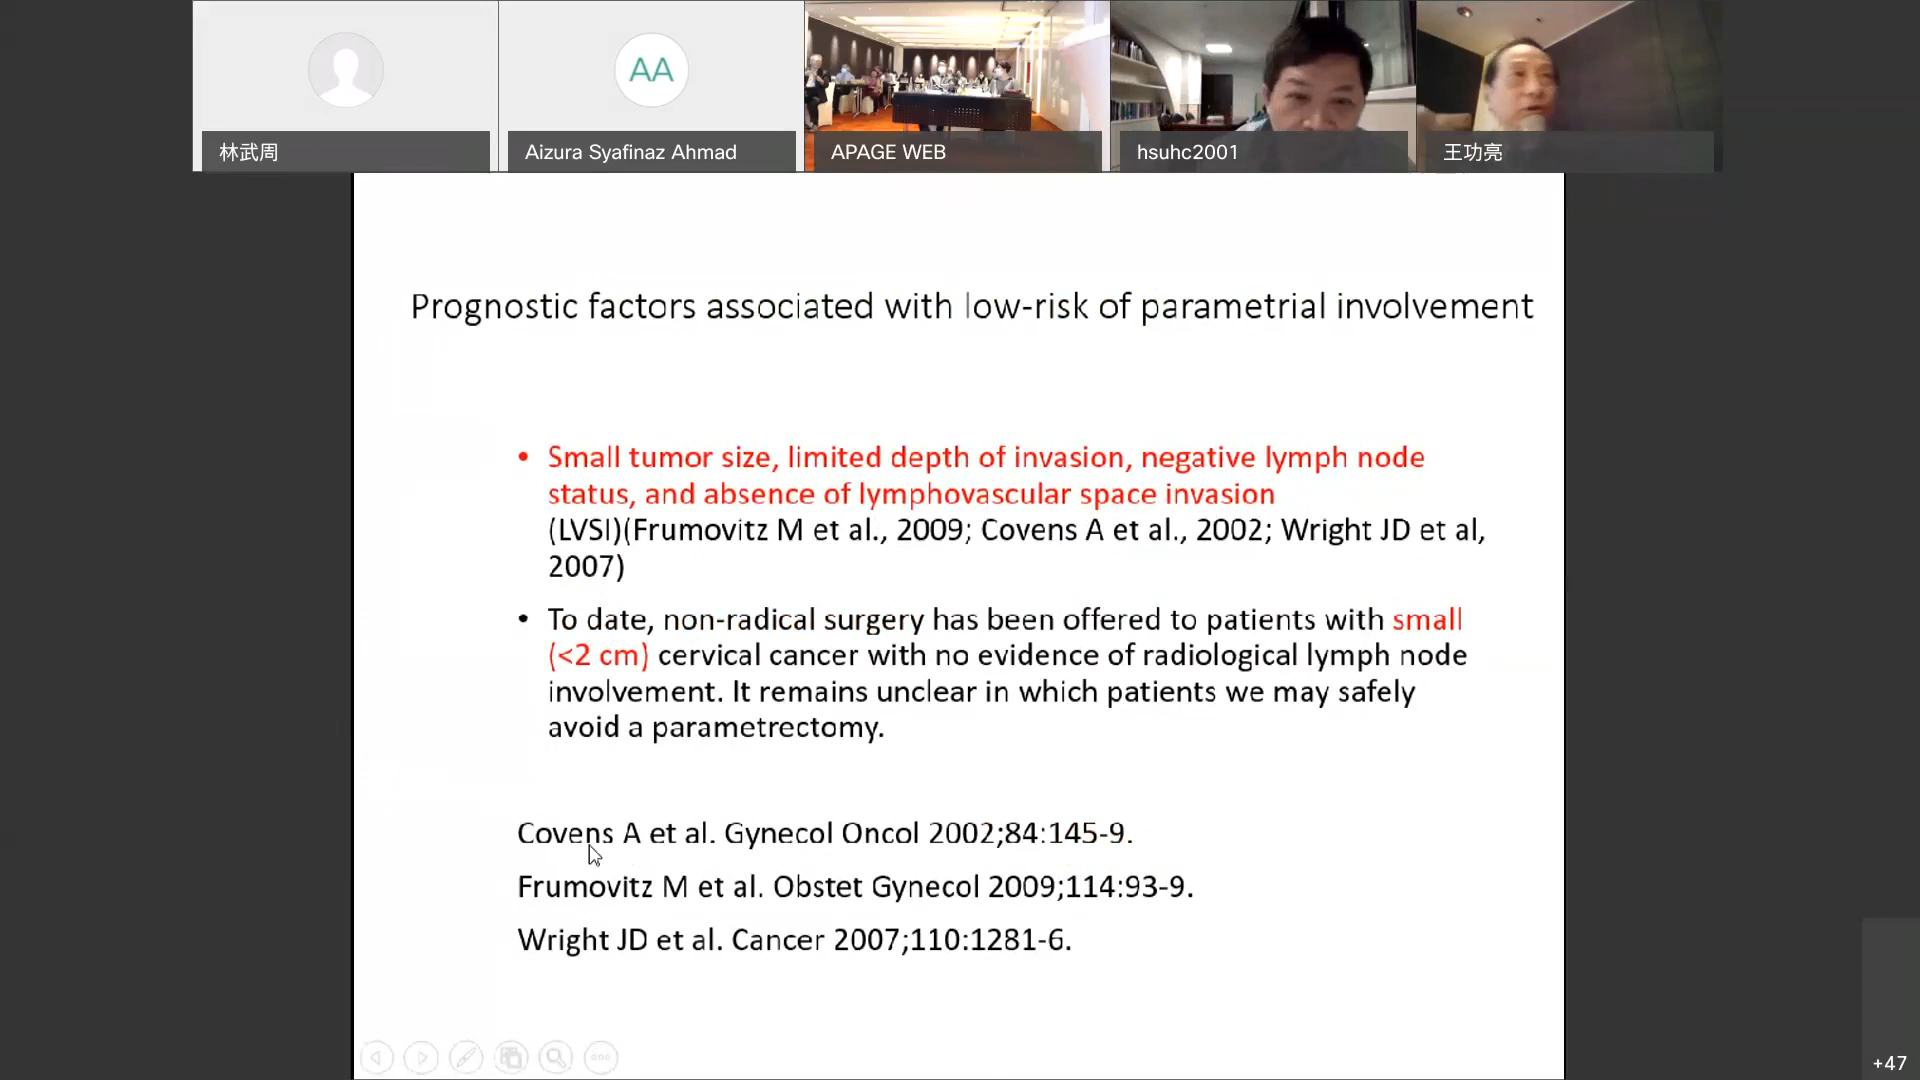 林武周
AA
Aizura Syafinaz Ahmad
APAGE WEB
hsuhc2001
王功亮
Prognostic factors associated with low-risk of parametrial involvement
• Small tumor size, limited depth of invasion, negative lymph node
status, and absence of lymphovascular space invasion
(LVSI)(Frumovitz M et al., 2009; Covens A et al., 2002; Wright JD et al,
2007)
• To date, non-radical surgery has been offered to patients with small
(<2 cm) cervical cancer with no evidence of radiological lymph node
involvement. It remains unclear in which patients we may safely
avoid a parametrectomy.
Covens A et al. Gynecol Oncol 2002;84:145-9.
Frumovitz M et al. Obstet Gynecol 2009;114:93-9.
Wright JD et al. Cancer 2007;110:1281-6.
+47